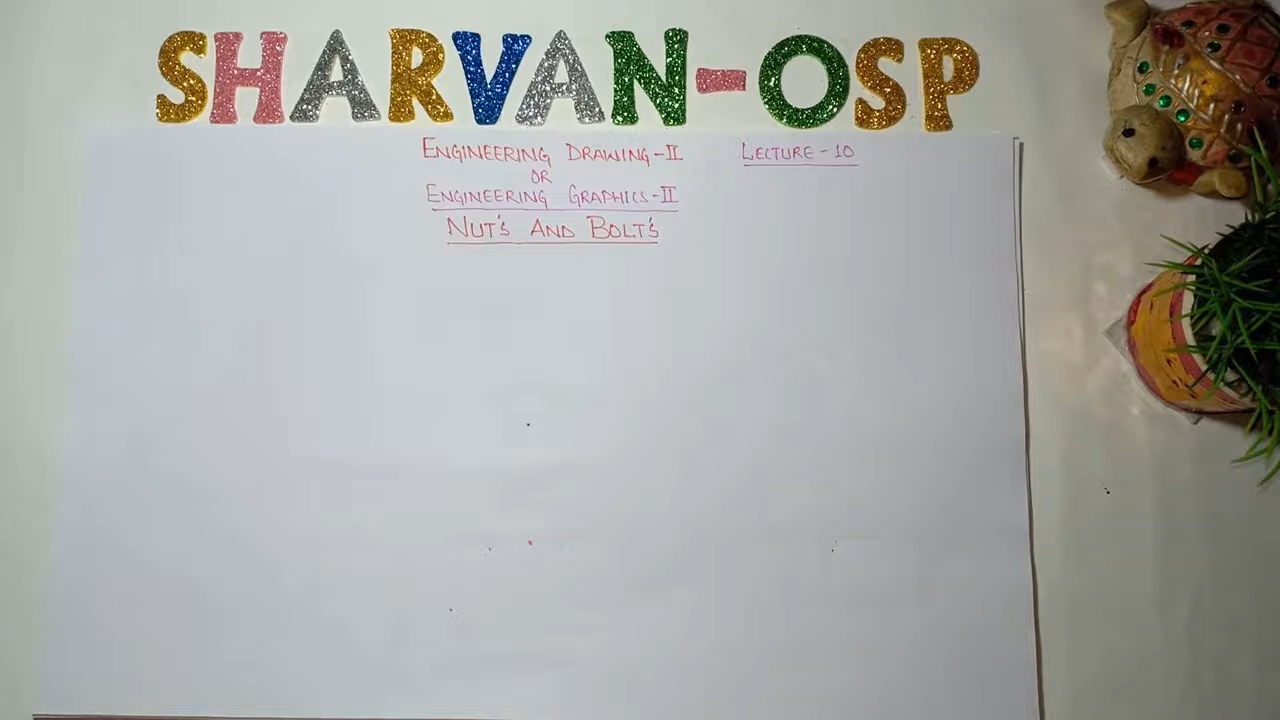 SHARVAN-OSP
ENGINEERING DRAWING-II
LECTURE-10
OR
ENGINEERING GRAPHICS-II
NUT'S AND BOLT'S